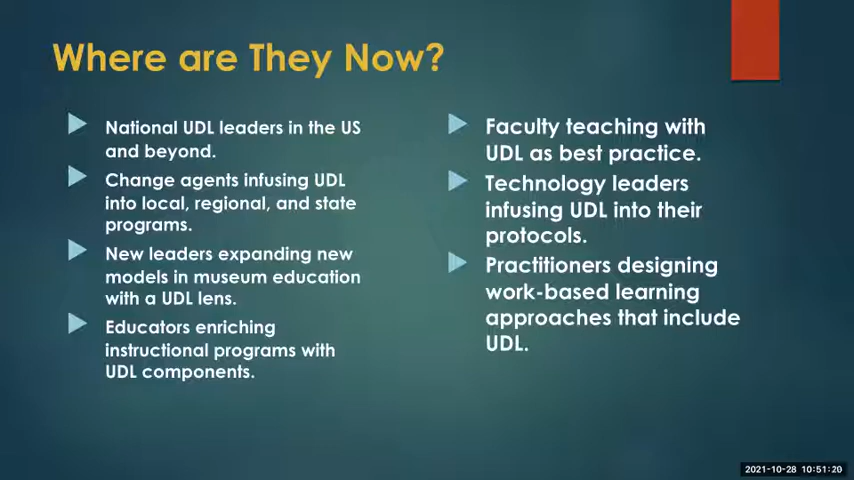 Where are They Now?
National UDL leaders in the US
and beyond.
Change agents infusing UDL
into local, regional, and state
programs.
New leaders expanding new
models in museum education
with a UDL lens.
Educators enriching
instructional programs with
UDL components.
Faculty teaching with
UDL as best practice.
Technology leaders
infusing UDL into their
protocols.
Practitioners designing
work-based learning
approaches that include
UDL.
2021-10-28 10:51:20